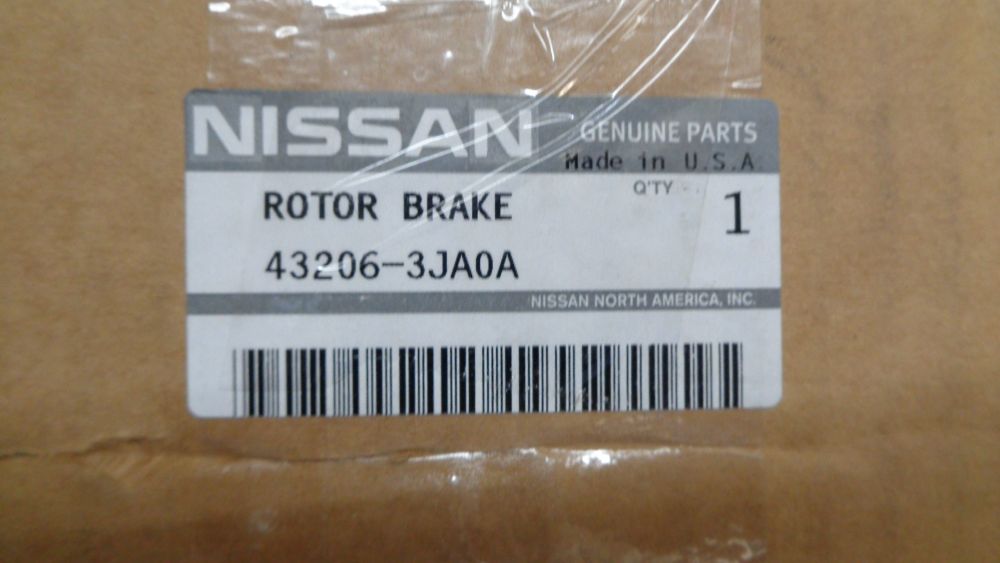 NISSAN
GENUINE PARTS
Made in U.S.A
Q'TY
ROTOR BRAKE
1
43206-3JA0A
NISSAN NORTH AMERICA, INC.